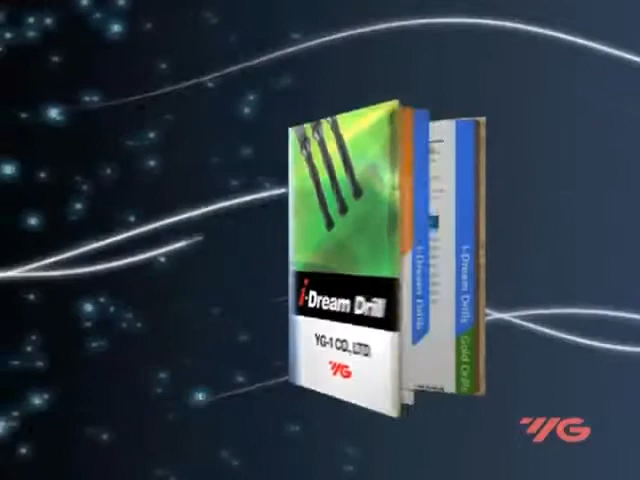 i-Dream Drill
YG-1 CO., LTD.
YG
i-Dream Drills
i-Dream Drills
Gold Drills
YG